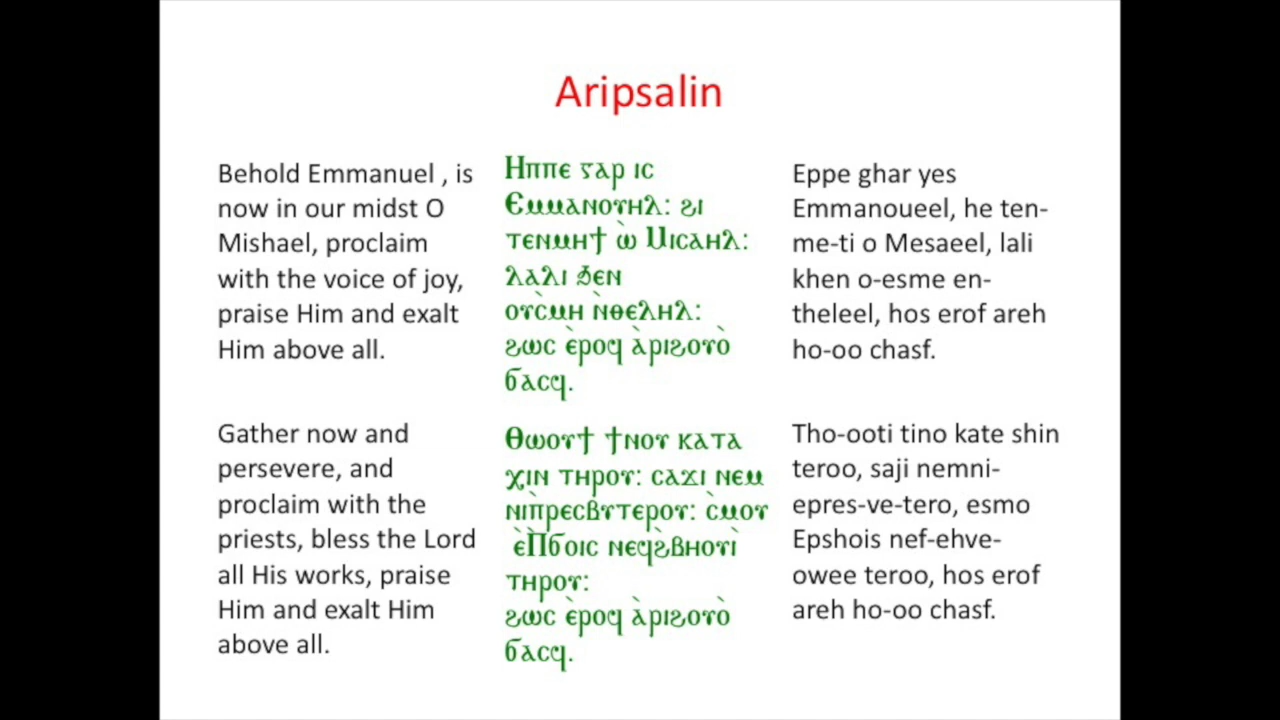 Aripsalin
Behold Emmanuel , is
now in our midst O
Mishael, proclaim
with the voice of joy,
praise Him and exalt
Him above all.
Ⲏⲡⲡⲉ ⲅⲁⲣ ⲓⲥ
Ⲉⲙⲙⲁⲛⲟⲩⲏⲗ: ϩⲓ
ⲧⲉⲛⲙⲏϯ ⲱ̀ Ⲙⲓⲥⲁⲏⲗ:
ⲗⲁⲗⲓ ϧⲉⲛ
ⲟⲩⲥ̀ⲙⲏ ⲛ̀ⲑⲉⲗⲏⲗ:
ϩⲱⲥ ⲉ̀ⲣⲟϥ ⲁ̀ⲣⲓϩⲟⲩⲟ̀
ϭⲁⲥϥ.
Eppe ghar yes
Emmanoueel, he ten-
me-ti o Mesaeel, lali
khen o-esme en-
theleel, hos erof areh
ho-oo chasf.
Gather now and
persevere, and
proclaim with the
priests, bless the Lord
all His works, praise
Him and exalt Him
above all.
Ⲑⲱⲟⲩϯ ϯⲛⲟⲩ ⲕⲁⲧⲁ
ⲭⲓⲛ ⲧⲏⲣⲟⲩ: ⲥⲁϫⲓ ⲛⲉⲙ
ⲛⲓⲡ̀ⲣⲉⲥⲃⲩⲧⲉⲣⲟⲩ: ⲥ̀ⲙⲟⲩ
ⲉ̀Ⲡϭⲟⲓⲥ ⲛⲉϥϩ̀ⲃⲏⲟⲩⲓ̀
ⲧⲏⲣⲟⲩ:
ϩⲱⲥ ⲉ̀ⲣⲟϥ ⲁ̀ⲣⲓϩⲟⲩⲟ̀
ϭⲁⲥϥ.
Tho-ooti tino kate shin
teroo, saji nemni-
epres-ve-tero, esmo
Epshois nef-ehve-
owee teroo, hos erof
areh ho-oo chasf.